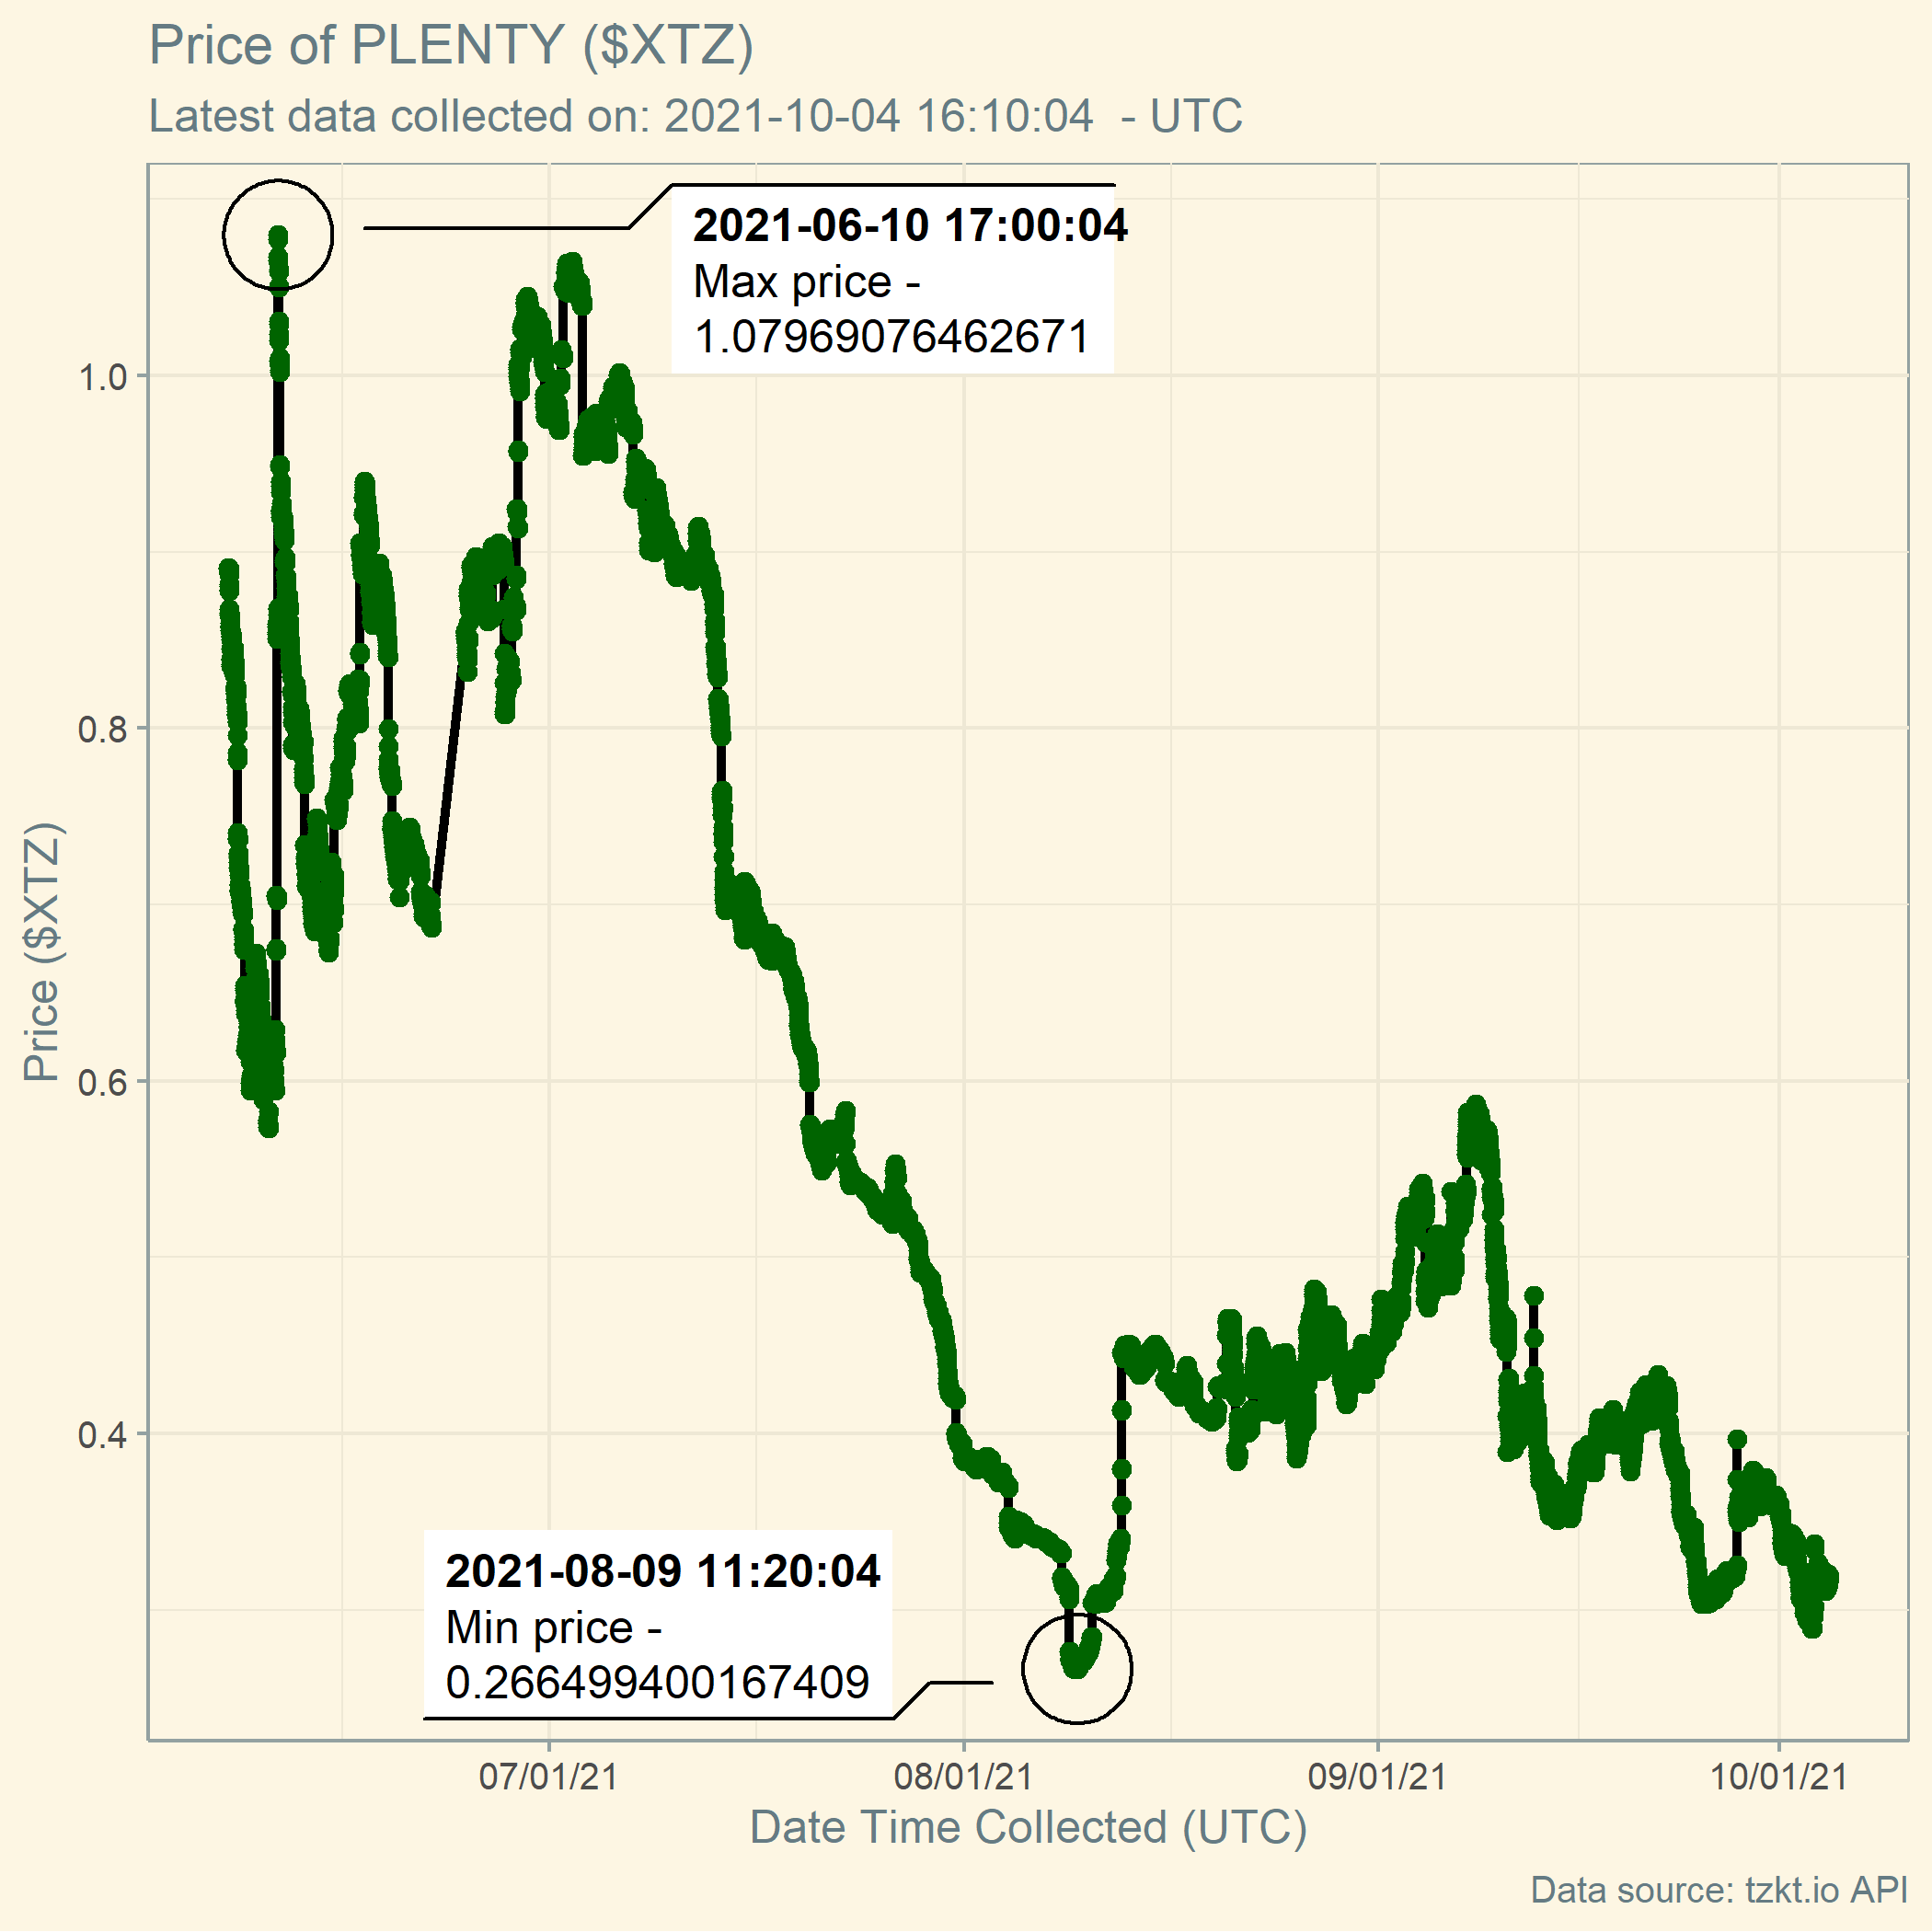 Price of PLENTY ($XTZ)
Latest data collected on: 2021-10-04 16:10:04  - UTC
2021-06-10 17:00:04
Max price -
1.07969076462671
1.0
0.8
0.6
0.4
Price ($XTZ)
2021-08-09 11:20:04
Min price -
0.266499400167409
07/01/21
08/01/21
09/01/21
10/01/21
Date Time Collected (UTC)
Data source: tzkt.io API